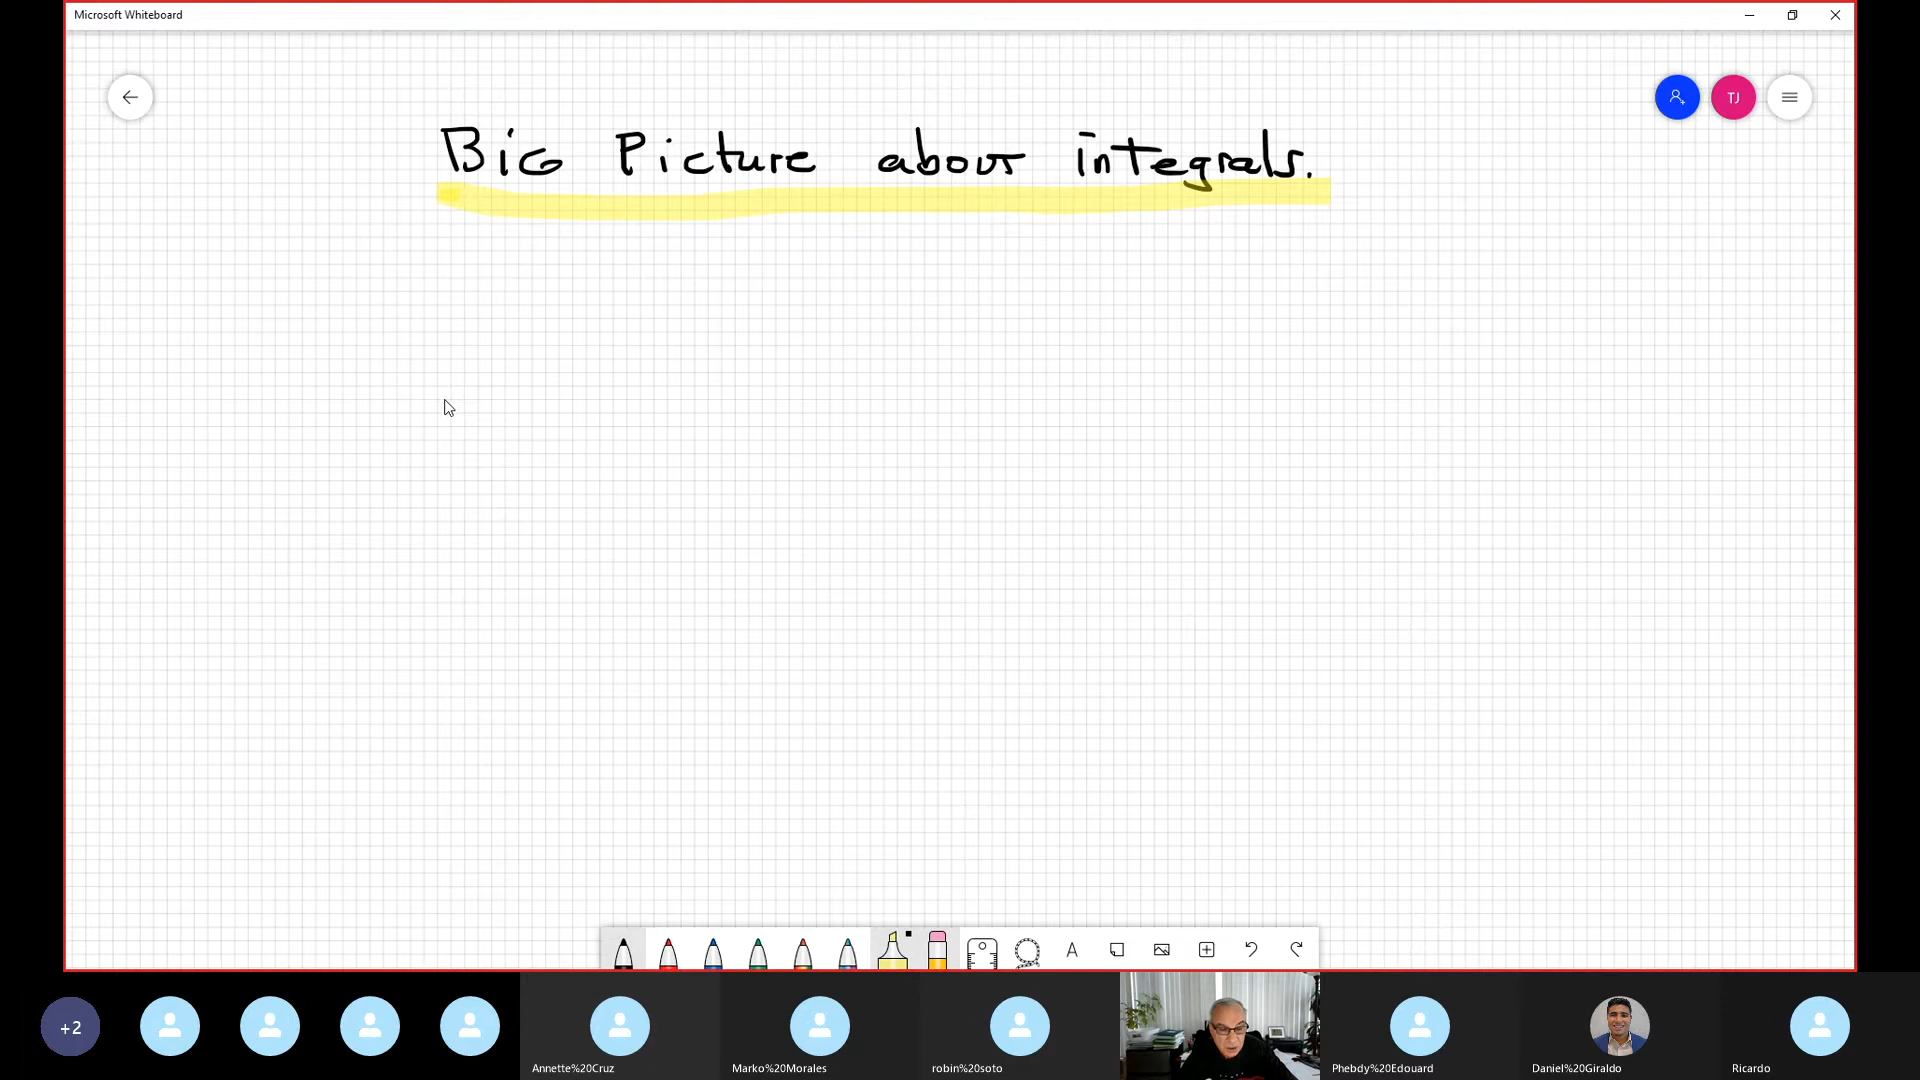 Microsoft Whiteboard
TJ
BiG Picture about integrals.
A
+2
Annette%20Cruz
Marko%20Morales
robin%20soto
Phebdy%20Edouard
Daniel%20Giraldo
Ricardo